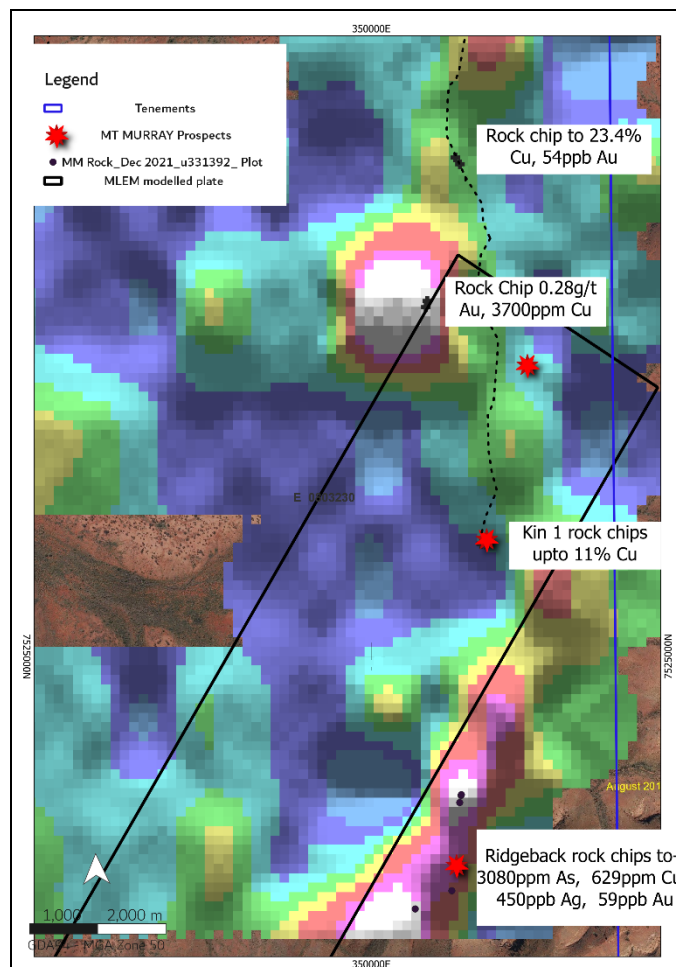 350000E
Legend
Tenements
MT MURRAY Prospects
MM Rock_Dec 2021_u331392_ Plot
MLEM modelled plate
Rock chip to 23.4%
Cu, 54ppb Au
Rock Chip 0.28g/t
Au, 3700ppm Cu
Kin 1 rock chips
upto 11% Cu
7525000N
7525000N
August 201
Ridgeback rock chips to-
3080ppm As, 629ppm Cu
450ppb Ag, 59ppb Au
1,000 2,000 m
GDA94 - MGA Zone 50
350000E